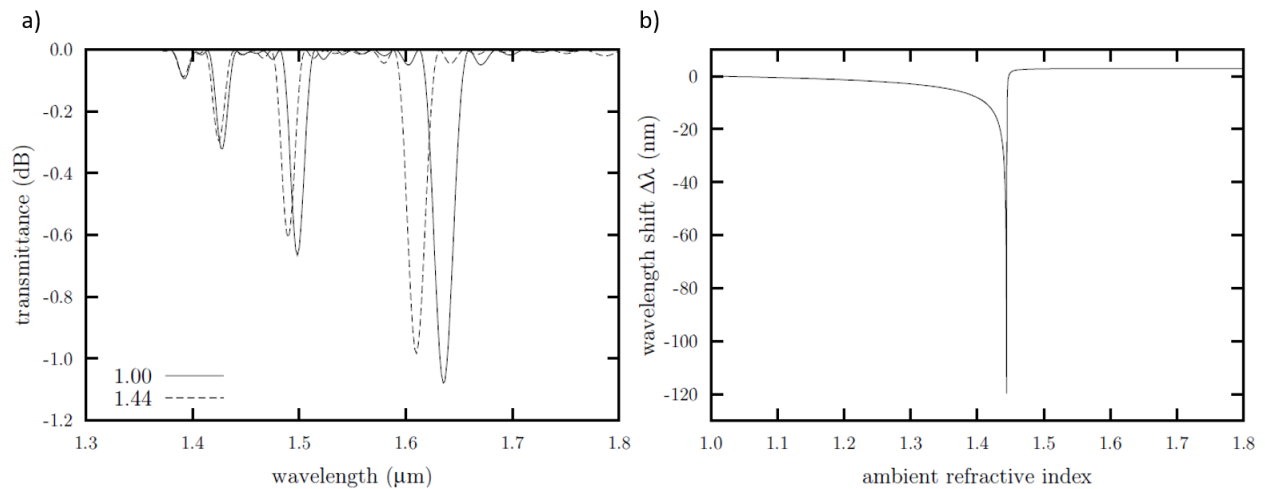 a)
0.0
-0.2
-0.4
-0.6
-0.8
-1.0
-1.2
transmittance (dB)
1.00
1.44
1.3 1.4 1.5 1.6 1.7 1.8
wavelength (μm)
b)
0
-20
-40
-60
-80
-100
-120
wavelength shift Δλ (nm)
1.0 1.1 1.2 1.3 1.4 1.5 1.6 1.7 1.8
ambient refractive index